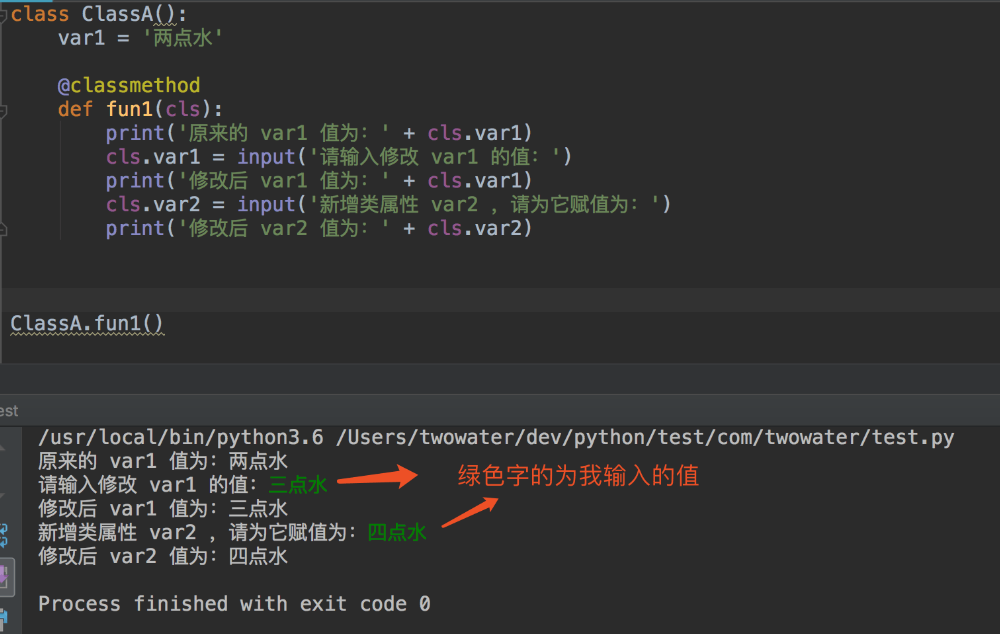 class ClassA():
    var1 = '两点水'
    @classmethod
    def fun1(cls):
        print('原来的 var1 值为：' + cls.var1)
        cls.var1 = input('请输入修改 var1 的值：')
        print('修改后 var1 值为：' + cls.var1)
        cls.var2 = input('新增类属性 var2 ，请为它赋值为：')
        print('修改后 var2 值为：' + cls.var2)
ClassA.fun1()
est
/usr/local/bin/python3.6 /Users/twowater/dev/python/test/com/twowater/test.py
原来的 var1 值为：两点水
请输入修改 var1 的值：三点水
绿色字的为我输入的值
修改后 var1 值为：三点水
新增类属性 var2 ，请为它赋值为：四点水
修改后 var2 值为：四点水
Process finished with exit code 0